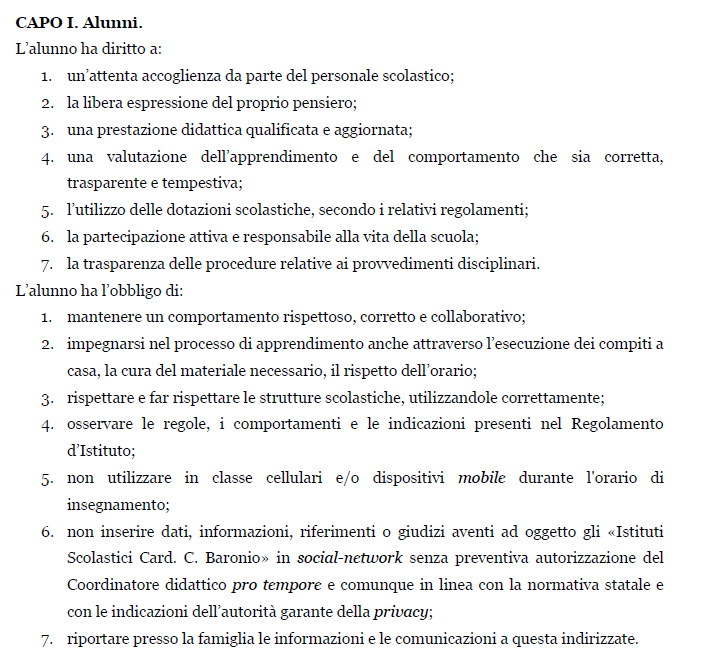 CAPO I. Alunni.
L’alunno ha diritto a:
1. un’attenta accoglienza da parte del personale scolastico;
2. la libera espressione del proprio pensiero;
3. una prestazione didattica qualificata e aggiornata;
4. una valutazione dell’apprendimento e del comportamento che sia corretta,
trasparente e tempestiva;
5. l’utilizzo delle dotazioni scolastiche, secondo i relativi regolamenti;
6. la partecipazione attiva e responsabile alla vita della scuola;
7. la trasparenza delle procedure relative ai provvedimenti disciplinari.
L’alunno ha l’obbligo di:
1. mantenere un comportamento rispettoso, corretto e collaborativo;
2. impegnarsi nel processo di apprendimento anche attraverso l’esecuzione dei compiti a
casa, la cura del materiale necessario, il rispetto dell’orario;
3. rispettare e far rispettare le strutture scolastiche, utilizzandole correttamente;
4. osservare le regole, i comportamenti e le indicazioni presenti nel Regolamento
d’Istituto;
5. non utilizzare in classe cellulari e/o dispositivi mobile durante l'orario di
insegnamento;
6. non inserire dati, informazioni, riferimenti o giudizi aventi ad oggetto gli «Istituti
Scolastici Card. C. Baronio» in social-network senza preventiva autorizzazione del
Coordinatore didattico pro tempore e comunque in linea con la normativa statale e
con le indicazioni dell’autorità garante della privacy;
7. riportare presso la famiglia le informazioni e le comunicazioni a questa indirizzate.